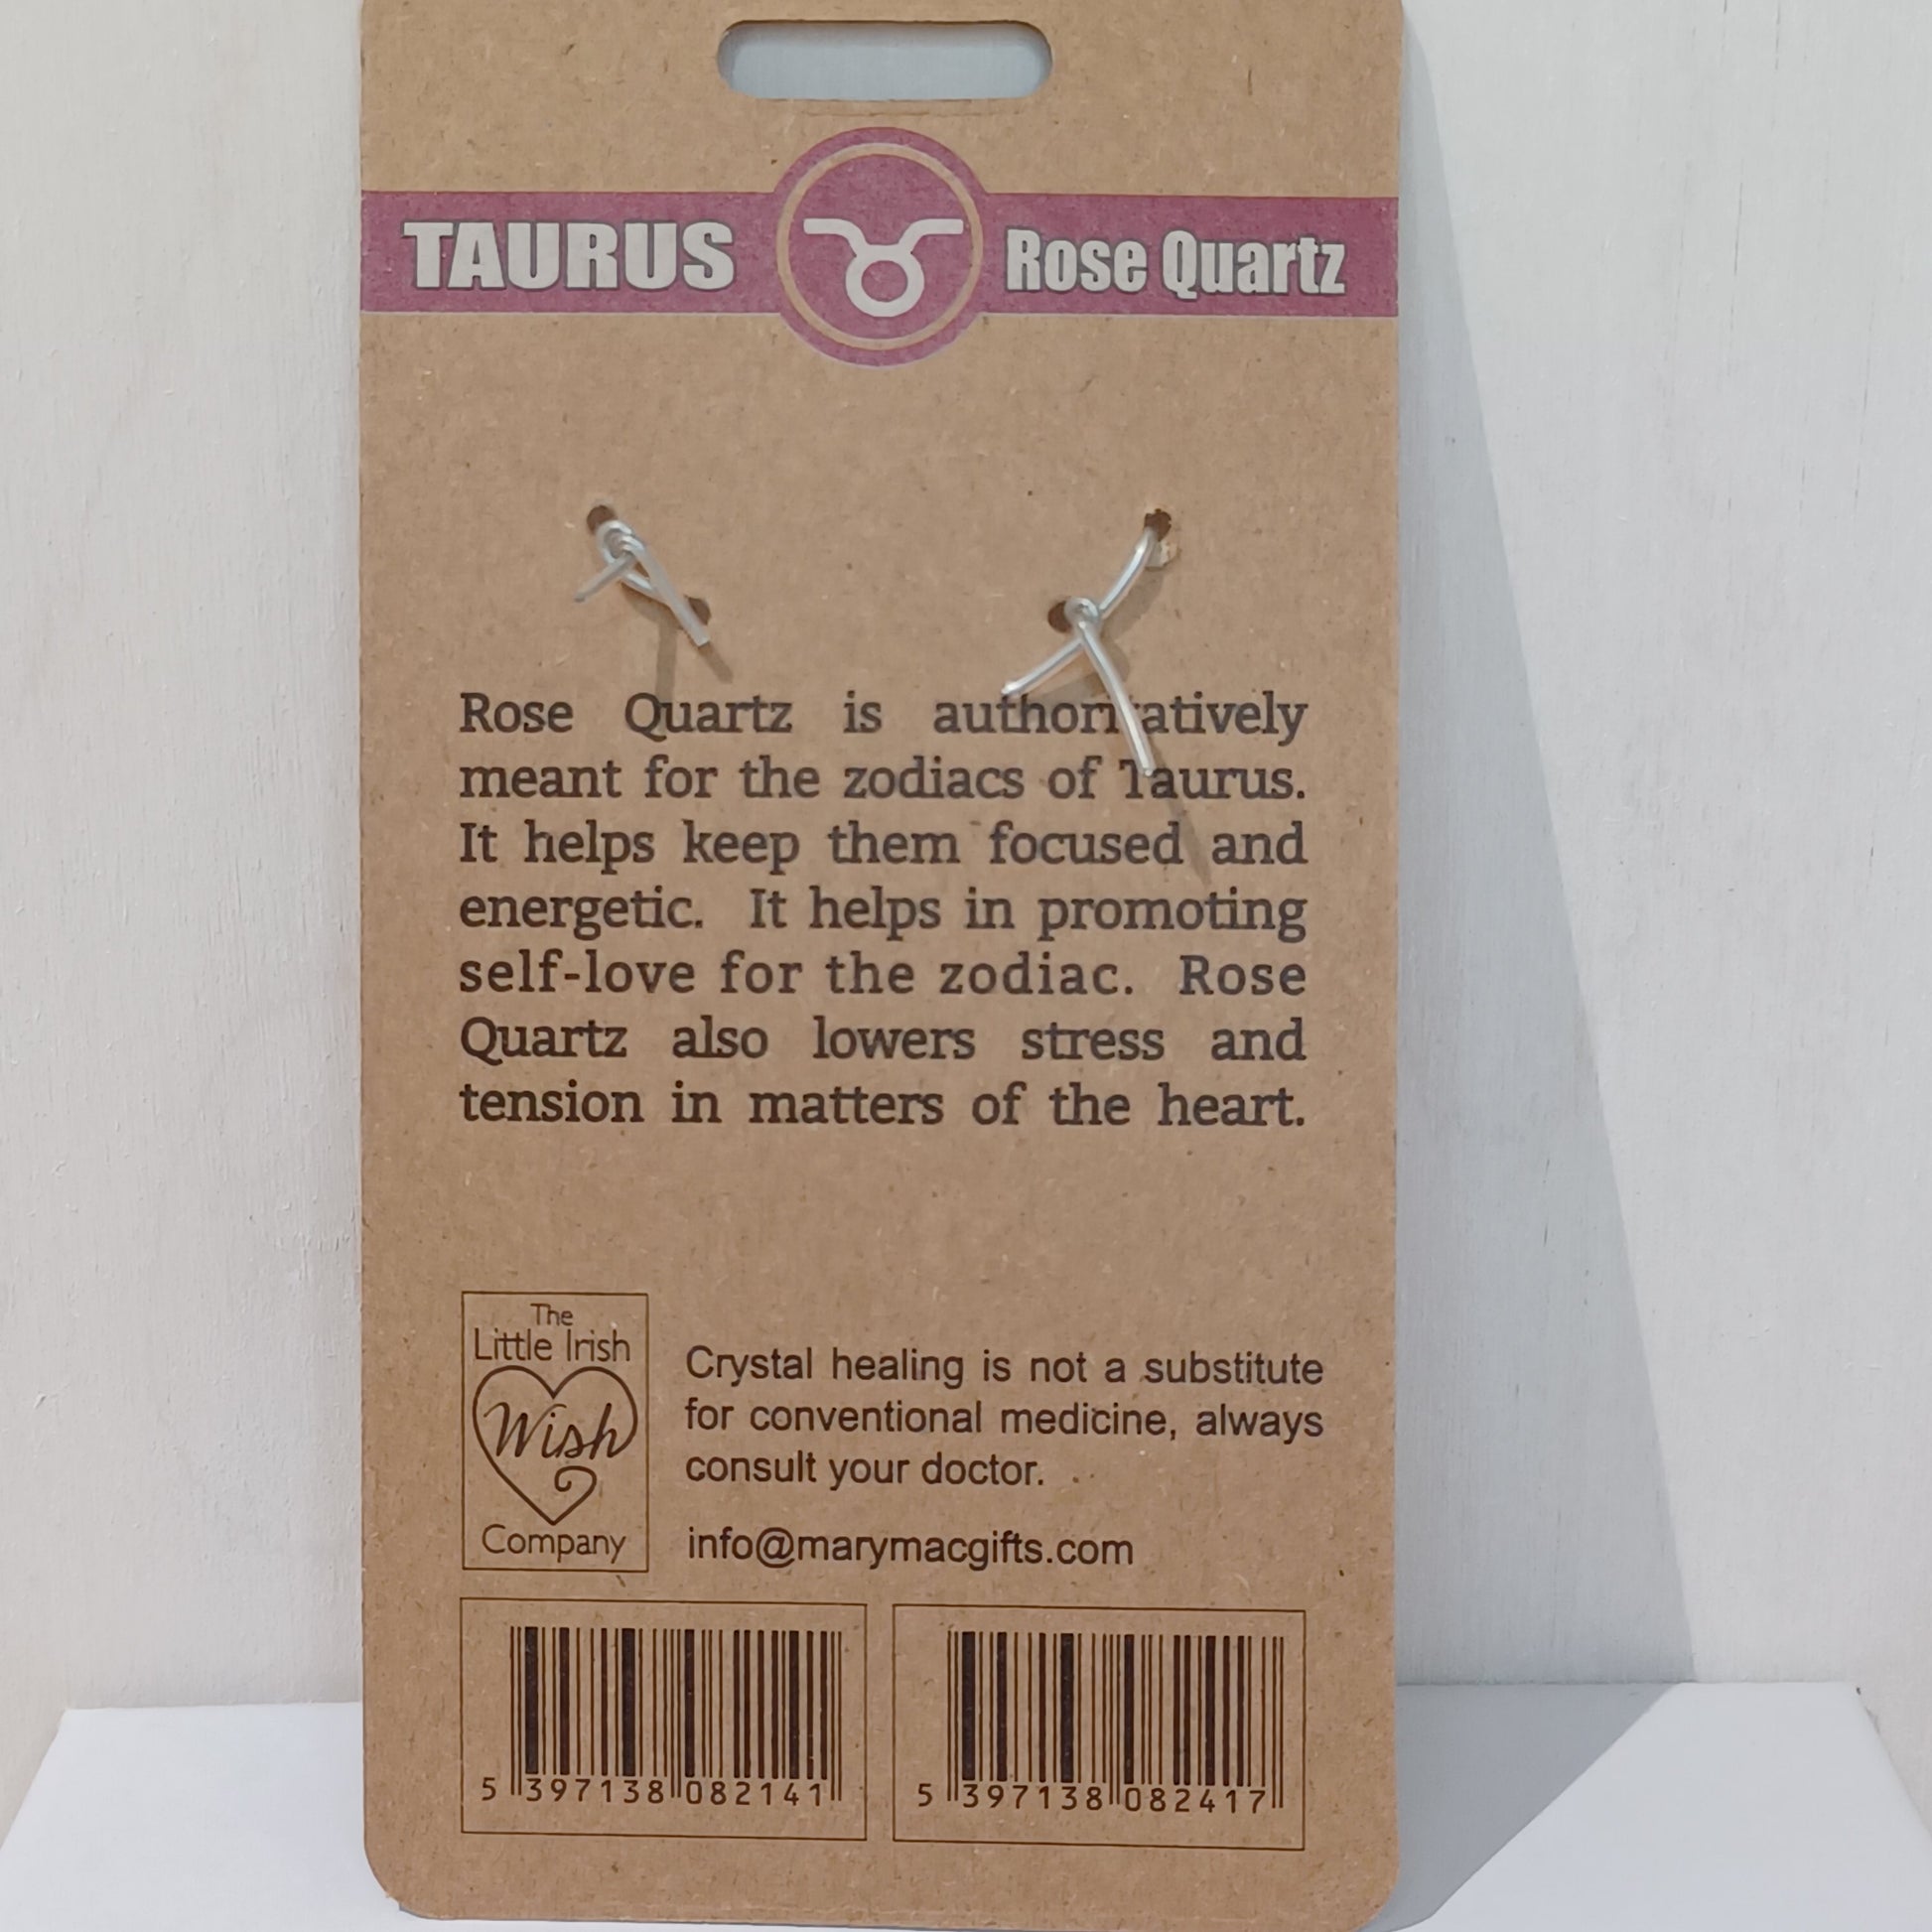 TAURUS Rose Quartz
Rose Quartz is authoritatively
meant for the zodiacs of Taurus.
It helps keep them focused and
energetic. It helps in promoting
self-love for the zodiac. Rose
Quartz also lowers stress and
tension in matters of the heart.
The
Little Irish
Wish
Company
Crystal healing is not a substitute
for conventional medicine, always
consult your doctor.
info@marymacgifts.com
5 397138 082141
5 397138 082417